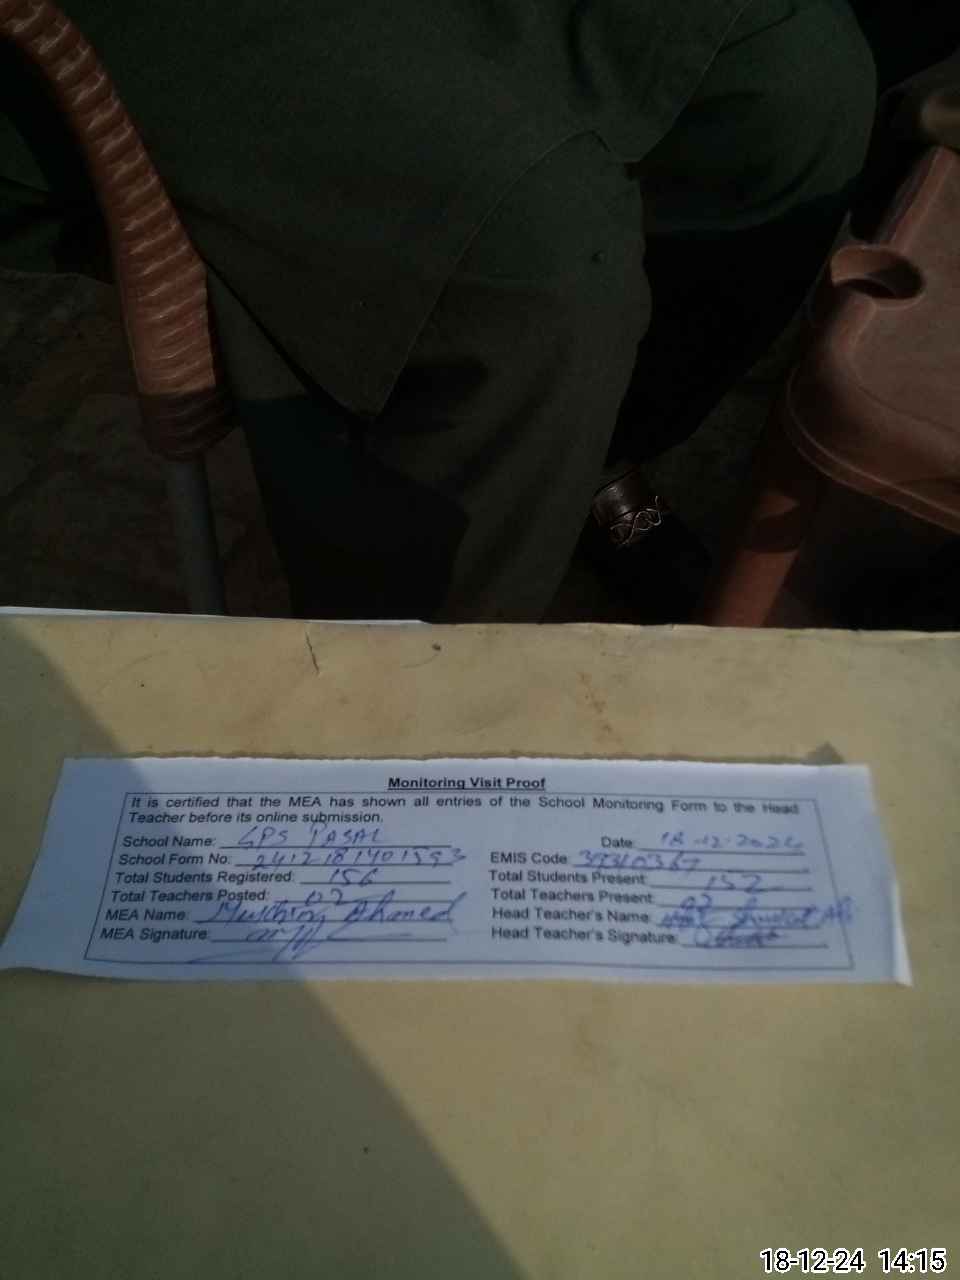 Monitoring Visit Proof
It is certified that the MEA has shown all entries of the School Monitoring Form to the Head
Teacher before its online submission.
School Name: GPS PASAL Date: 18-12-2024
School Form No: 2412181401593 EMIS Code:
Total Students Registered: 156 Total Students Present: 152
Total Teachers Posted: 02 Total Teachers Present: 02
MEA Name: Ahmed Head Teacher's Name:
MEA Signature: Head Teacher's Signature:
18-12-24 14:15